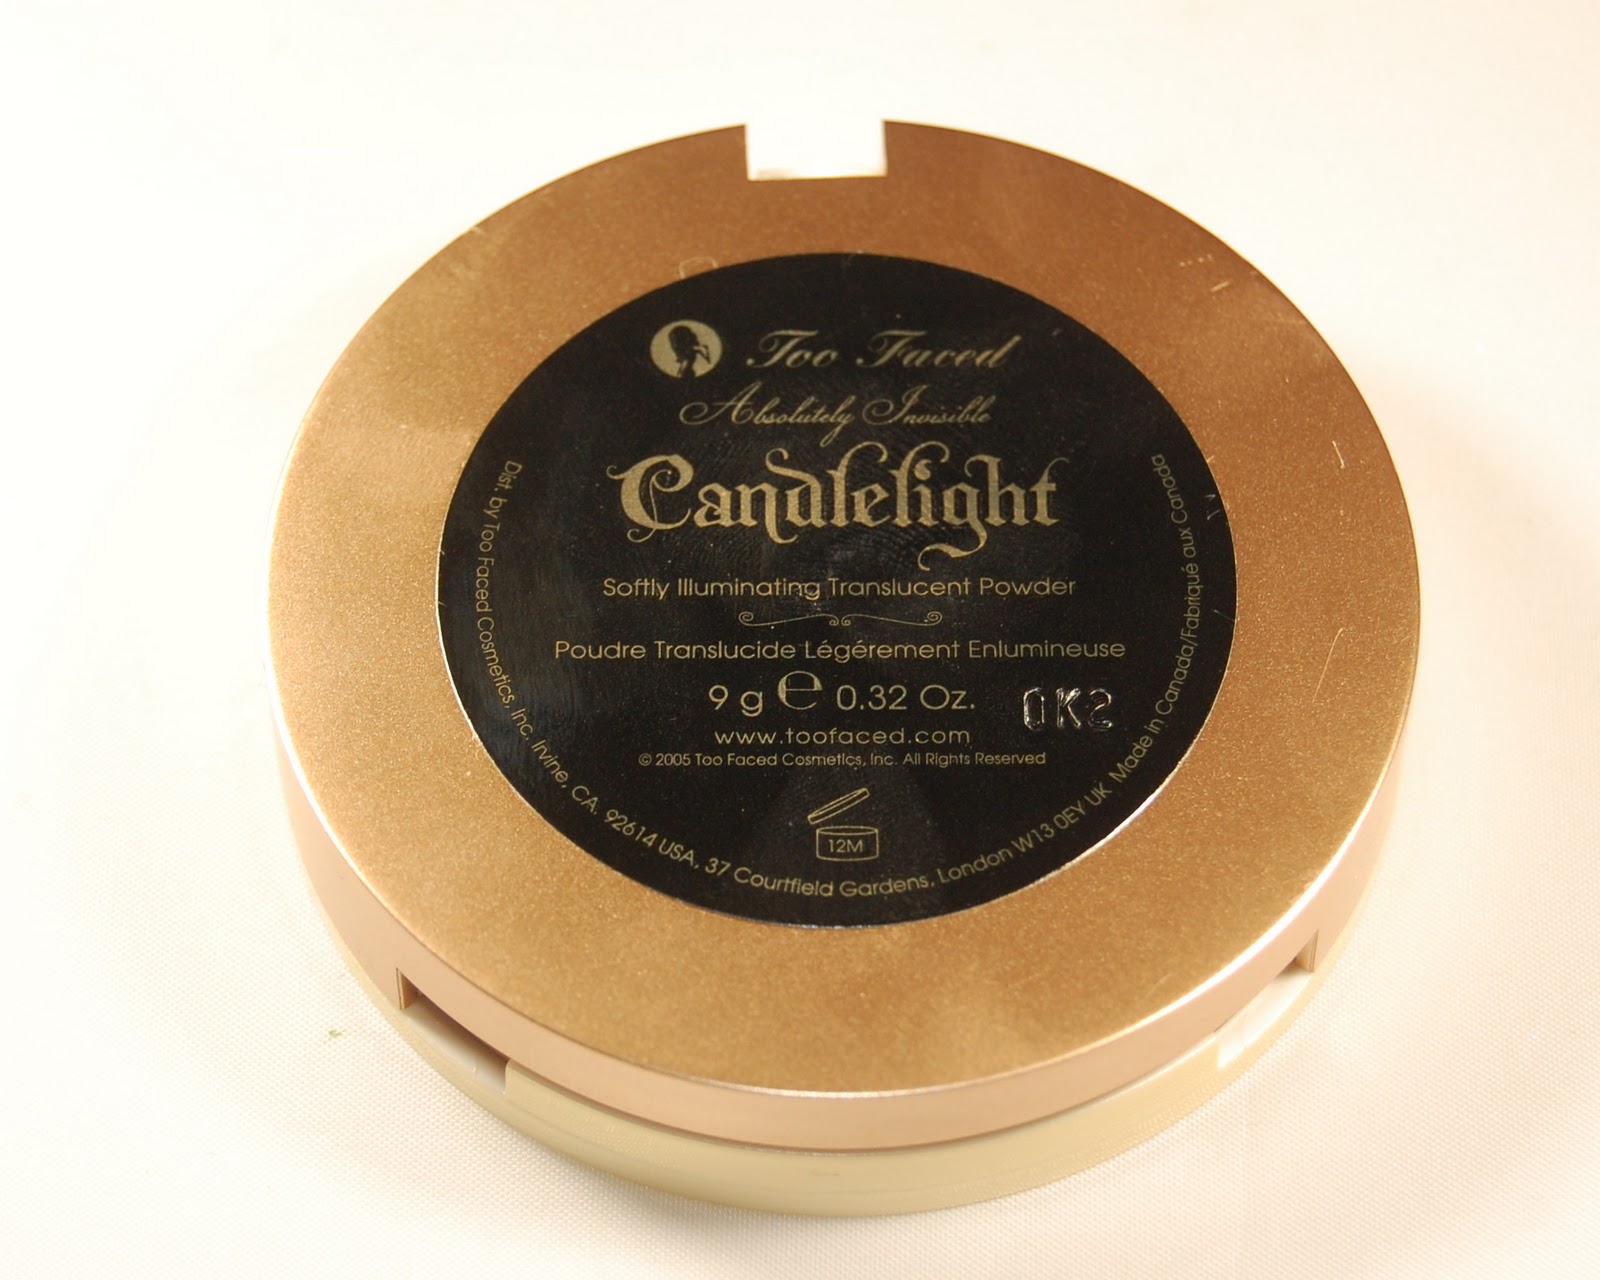 Too Faced
Absolutely Invisible
Candlelight
Softly Illuminating Translucent Powder
Poudre Translucide Légérement Enlumineuse
9 g ℮ 0.32 Oz.
0K2
www.toofaced.com
© 2005 Too Faced Cosmetics, Inc. All Rights Reserved
12M
Dist. by Too Faced Cosmetics, Inc. Irvine, CA. 92614 USA, 37 Courtfield Gardens, London W13 0EY UK Made in Canada/Fabriqué aux Canada